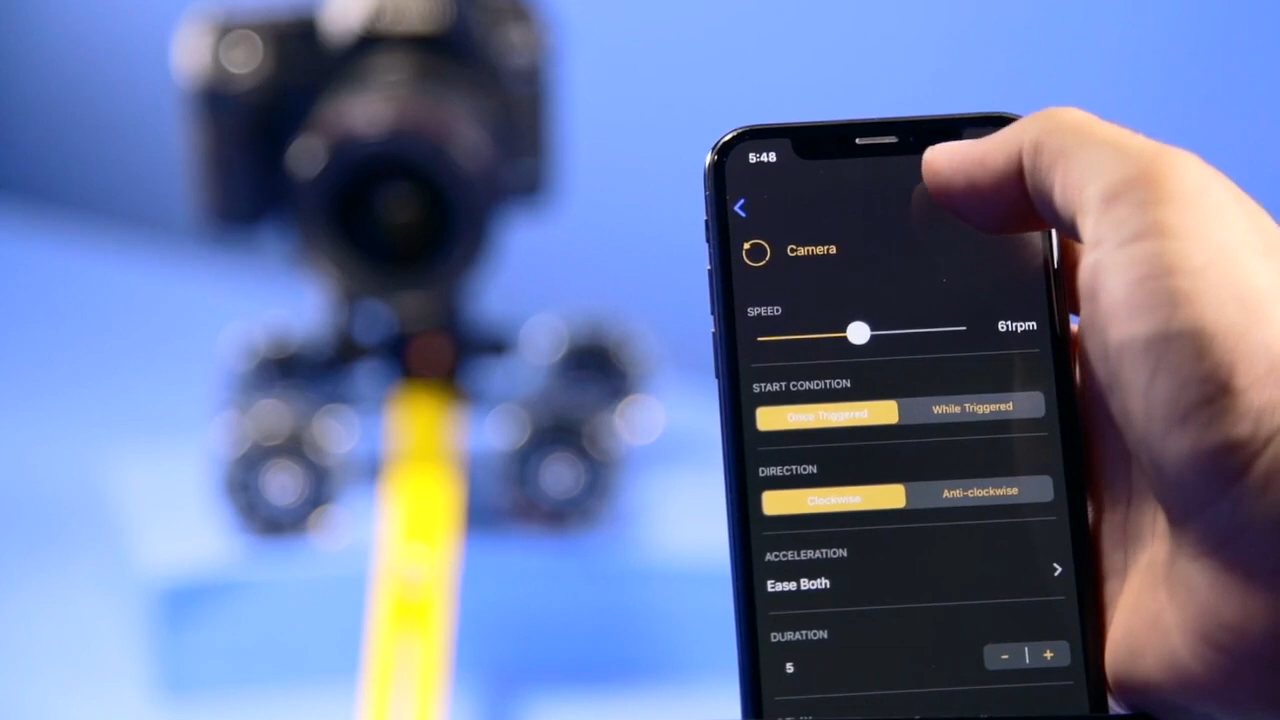 5:48
Camera
SPEED
61rpm
START CONDITION
Once Triggered While Triggered
DIRECTION
Clockwise Anti-clockwise
ACCELERATION
Ease Both
DURATION
5 - +